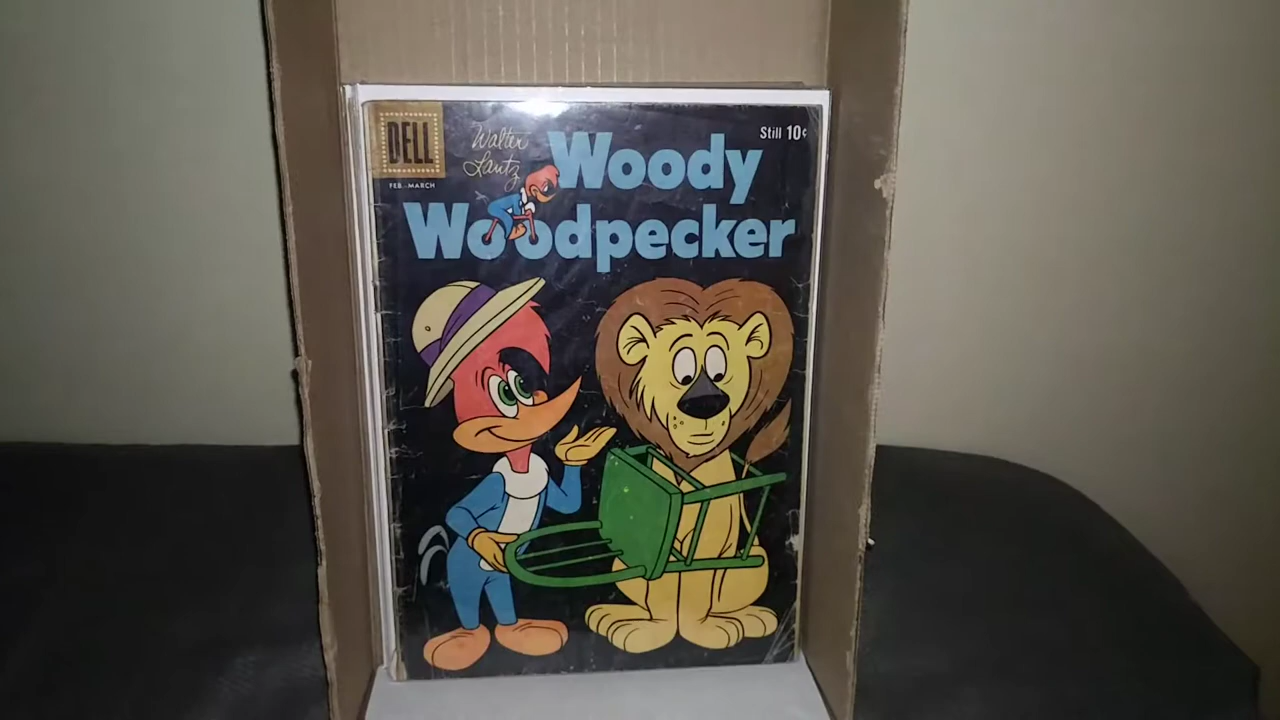 DELL
FEB.-MARCH
Walter
Lantz
Still 10¢
Woody
Woodpecker